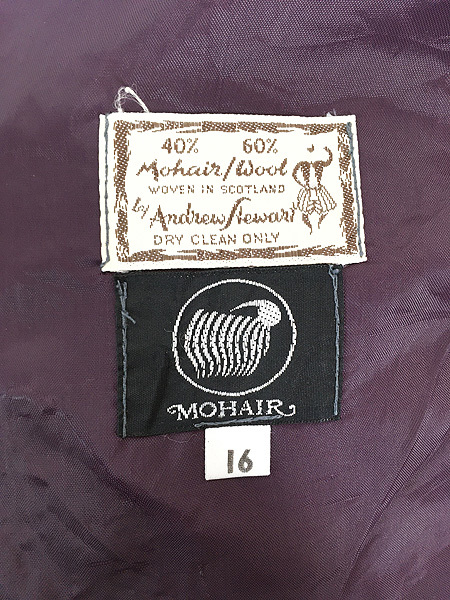 40% 60%
Mohair/Wool
WOVEN IN SCOTLAND
by Andrew Stewart
DRY CLEAN ONLY
MOHAIR
16